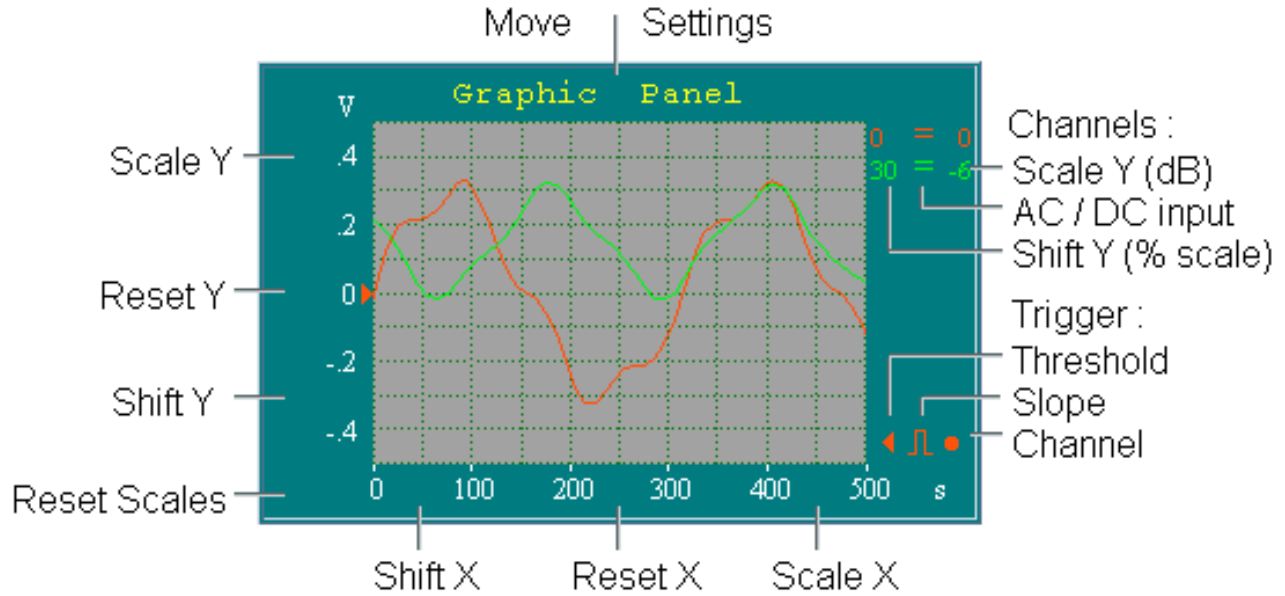 Move Settings
Graphic Panel
V
0 = 0
30 = -6
.4
.2
0
-.2
-.4
0 100 200 300 400 500 s
Scale Y
Reset Y
Shift Y
Reset Scales
Shift X Reset X Scale X
Channels :
Scale Y (dB)
AC / DC input
Shift Y (% scale)
Trigger :
Threshold
Slope
Channel